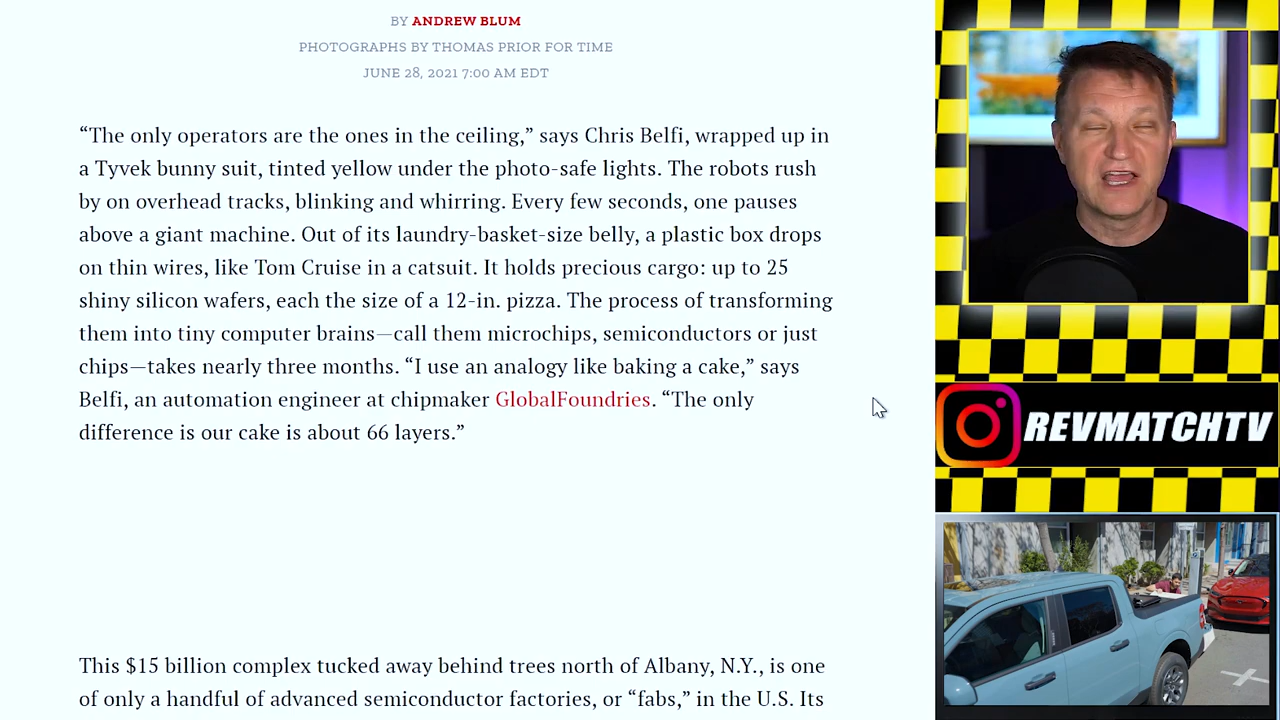 BY ANDREW BLUM
PHOTOGRAPHS BY THOMAS PRIOR FOR TIME
JUNE 28, 2021 7:00 AM EDT
“The only operators are the ones in the ceiling,” says Chris Belfi, wrapped up in
a Tyvek bunny suit, tinted yellow under the photo-safe lights. The robots rush
by on overhead tracks, blinking and whirring. Every few seconds, one pauses
above a giant machine. Out of its laundry-basket-size belly, a plastic box drops
on thin wires, like Tom Cruise in a catsuit. It holds precious cargo: up to 25
shiny silicon wafers, each the size of a 12-in. pizza. The process of transforming
them into tiny computer brains—call them microchips, semiconductors or just
chips—takes nearly three months. “I use an analogy like baking a cake,” says
Belfi, an automation engineer at chipmaker GlobalFoundries. “The only
difference is our cake is about 66 layers.”
This $15 billion complex tucked away behind trees north of Albany, N.Y., is one
of only a handful of advanced semiconductor factories, or “fabs,” in the U.S. Its
REVMATCHTV